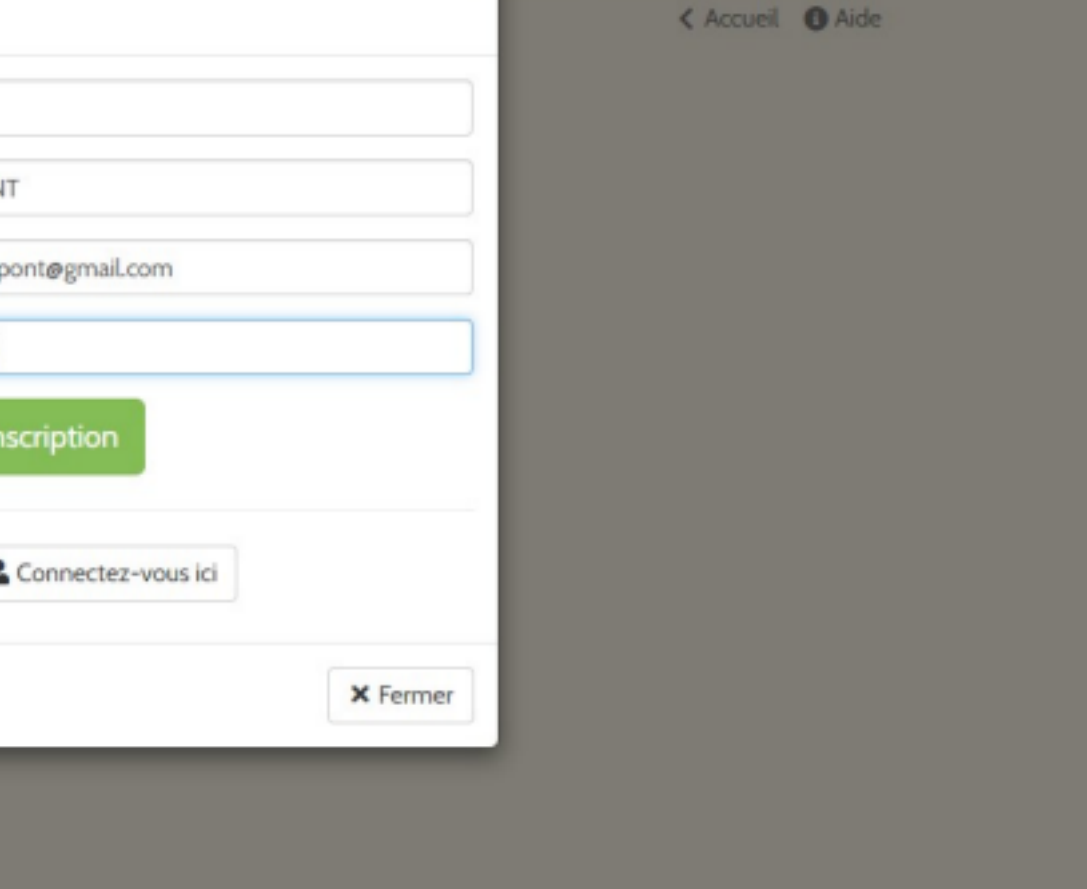 Accueil Aide
NT
pont@gmail.com
nscription
Connectez-vous ici
Fermer